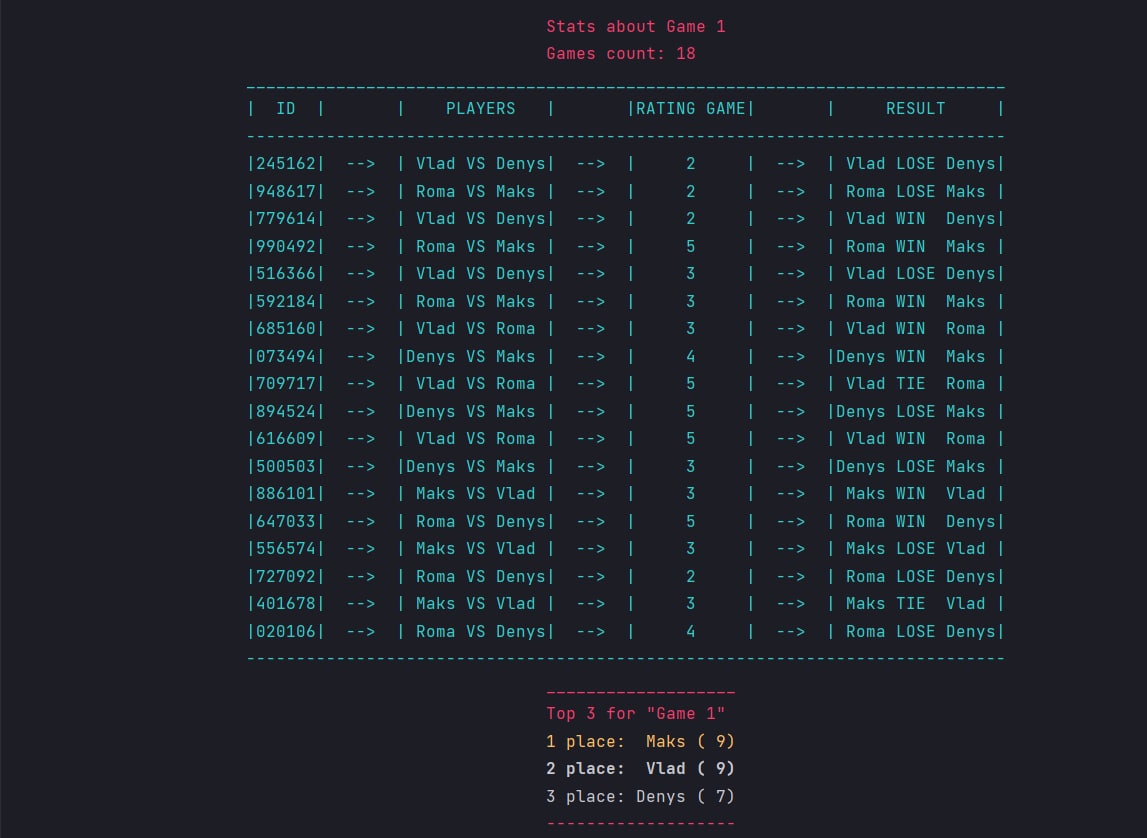 Stats about Game 1
Games count: 18
____________________________________________________________________________
|  ID  |       |    PLAYERS   |       |RATING GAME|       |     RESULT     |
----------------------------------------------------------------------------
|245162|  -->  | Vlad VS Denys|  -->  |     2     |  -->  | Vlad LOSE Denys|
|948617|  -->  | Roma VS Maks |  -->  |     2     |  -->  | Roma LOSE Maks |
|779614|  -->  | Vlad VS Denys|  -->  |     2     |  -->  | Vlad WIN  Denys|
|990492|  -->  | Roma VS Maks |  -->  |     5     |  -->  | Roma WIN  Maks |
|516366|  -->  | Vlad VS Denys|  -->  |     3     |  -->  | Vlad LOSE Denys|
|592184|  -->  | Roma VS Maks |  -->  |     3     |  -->  | Roma WIN  Maks |
|685160|  -->  | Vlad VS Roma |  -->  |     3     |  -->  | Vlad WIN  Roma |
|073494|  -->  |Denys VS Maks |  -->  |     4     |  -->  |Denys WIN  Maks |
|709717|  -->  | Vlad VS Roma |  -->  |     5     |  -->  | Vlad TIE  Roma |
|894524|  -->  |Denys VS Maks |  -->  |     5     |  -->  |Denys LOSE Maks |
|616609|  -->  | Vlad VS Roma |  -->  |     5     |  -->  | Vlad WIN  Roma |
|500503|  -->  |Denys VS Maks |  -->  |     3     |  -->  |Denys LOSE Maks |
|886101|  -->  | Maks VS Vlad |  -->  |     3     |  -->  | Maks WIN  Vlad |
|647033|  -->  | Roma VS Denys|  -->  |     5     |  -->  | Roma WIN  Denys|
|556574|  -->  | Maks VS Vlad |  -->  |     3     |  -->  | Maks LOSE Vlad |
|727092|  -->  | Roma VS Denys|  -->  |     2     |  -->  | Roma LOSE Denys|
|401678|  -->  | Maks VS Vlad |  -->  |     3     |  -->  | Maks TIE  Vlad |
|020106|  -->  | Roma VS Denys|  -->  |     4     |  -->  | Roma LOSE Denys|
----------------------------------------------------------------------------
___________________
Top 3 for "Game 1"
1 place:  Maks ( 9)
2 place:  Vlad ( 9)
3 place: Denys ( 7)
-------------------